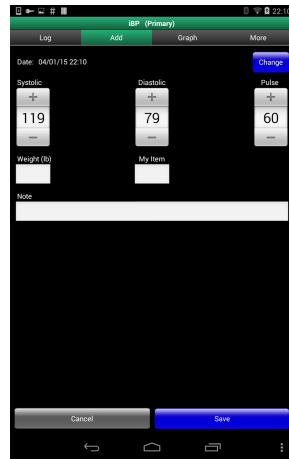 22:10
iBP (Primary)
Log Add Graph More
Date: 04/01/15 22:10 Change
Systolic Diastolic Pulse
+ + +
119 79 60
− − −
Weight (lb) My Item
Note
Cancel Save